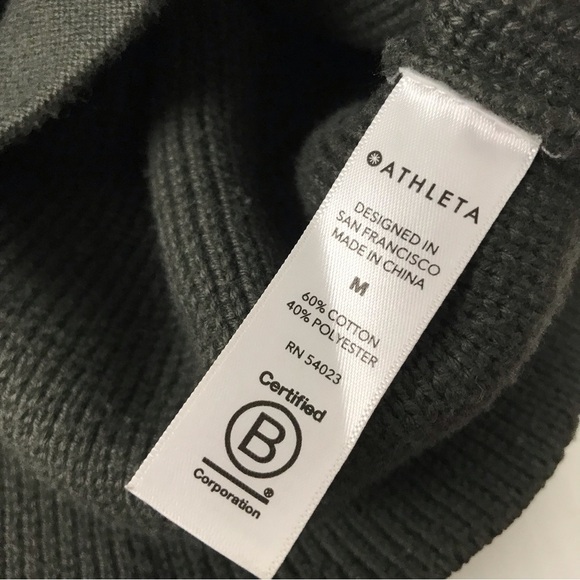 ATHLETA
DESIGNED IN
SAN FRANCISCO
MADE IN CHINA
M
60% COTTON
40% POLYESTER
RN 54023
Certified
B
®
Corporation